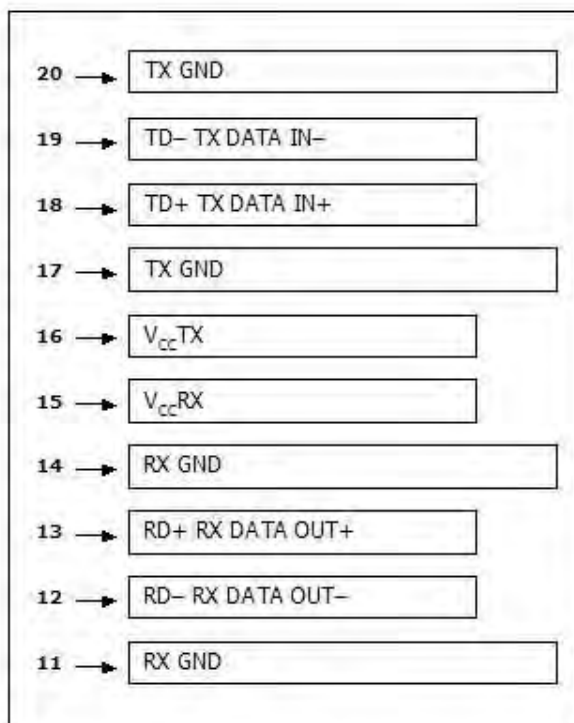 20 TX GND
19 TD– TX DATA IN–
18 TD+ TX DATA IN+
17 TX GND
16 VCCTX
15 VCCRX
14 RX GND
13 RD+ RX DATA OUT+
12 RD– RX DATA OUT–
11 RX GND